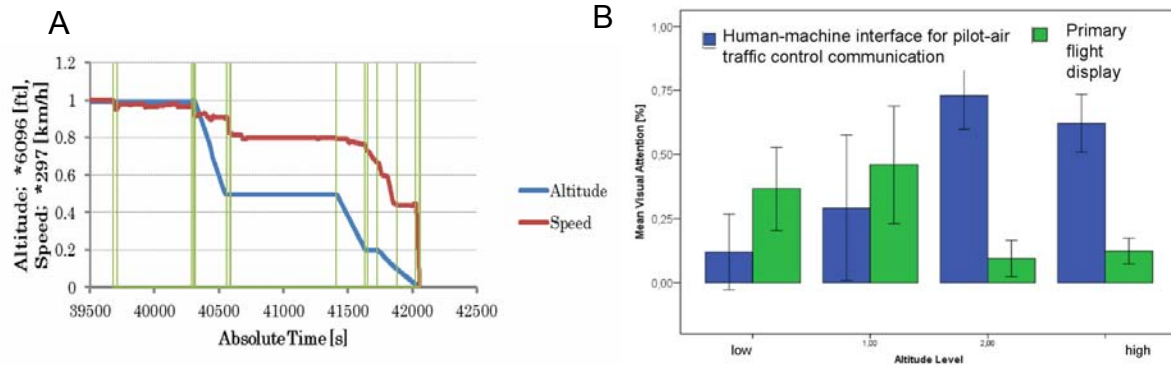 A
Altitude; *6096 [ft],
Speed; *297 [km/h]
1.2
1
0.8
0.6
0.4
0.2
0
39500 40000 40500 41000 41500 42000 42500
Absolute Time [s]
Altitude
Speed
B
Human-machine interface for pilot-air
traffic control communication
Primary
flight
display
Mean Visual Attention [%]
1,00
0,75
0,50
0,25
0,00
low 1,00 2,00 high
Altitude Level